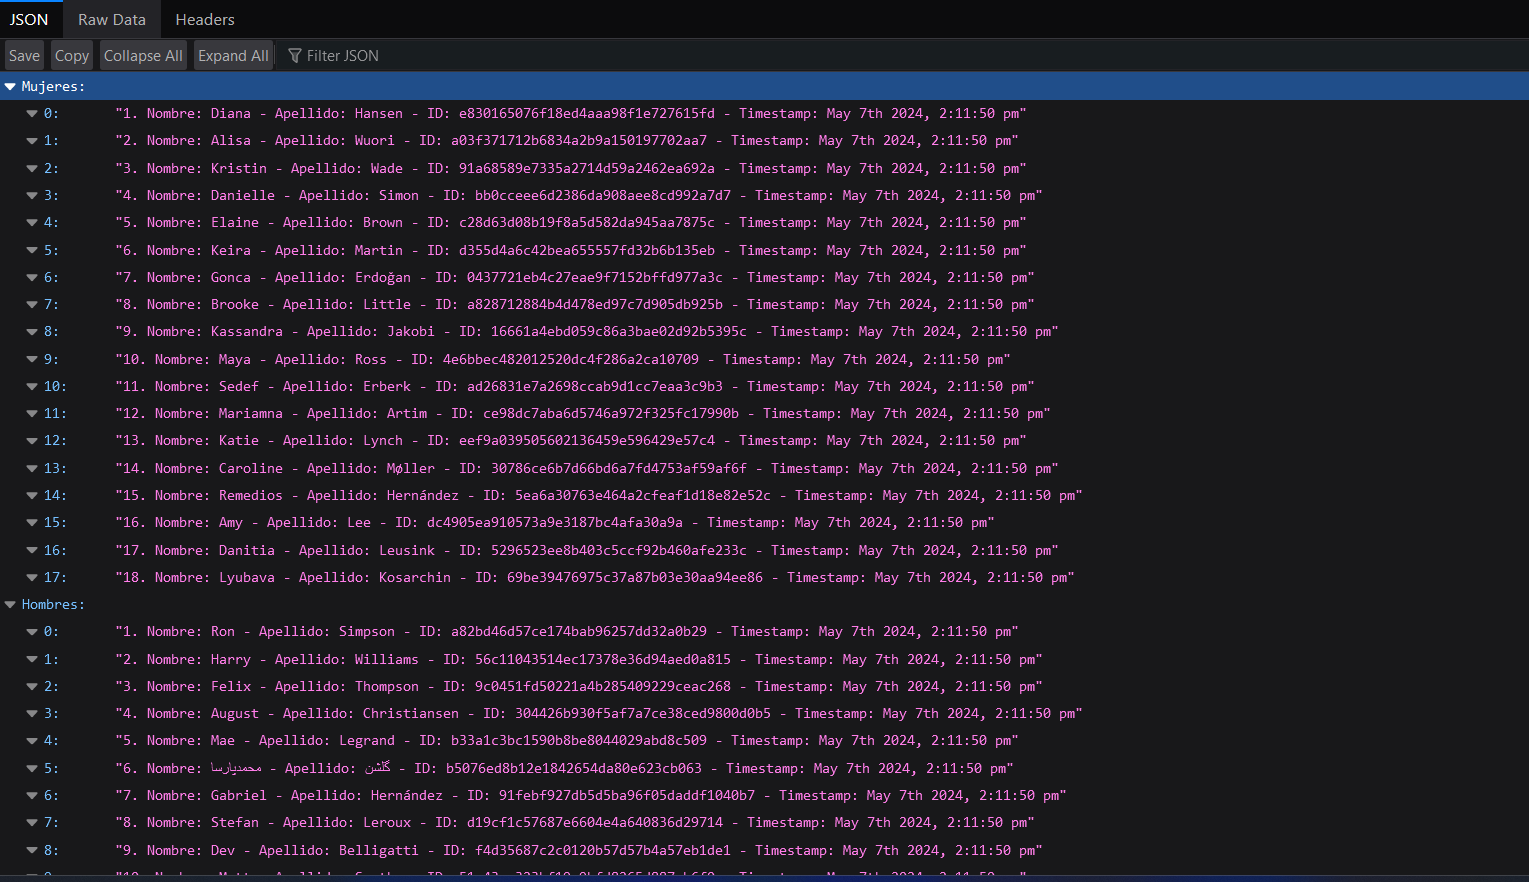 JSON Raw Data Headers
Save Copy Collapse All Expand All Filter JSON
Mujeres:
0: "1. Nombre: Diana - Apellido: Hansen - ID: e830165076f18ed4aaa98f1e727615fd - Timestamp: May 7th 2024, 2:11:50 pm"
1: "2. Nombre: Alisa - Apellido: Wuori - ID: a03f371712b6834a2b9a150197702aa7 - Timestamp: May 7th 2024, 2:11:50 pm"
2: "3. Nombre: Kristin - Apellido: Wade - ID: 91a68589e7335a2714d59a2462ea692a - Timestamp: May 7th 2024, 2:11:50 pm"
3: "4. Nombre: Danielle - Apellido: Simon - ID: bb0cceee6d2386da908aee8cd992a7d7 - Timestamp: May 7th 2024, 2:11:50 pm"
4: "5. Nombre: Elaine - Apellido: Brown - ID: c28d63d08b19f8a5d582da945aa7875c - Timestamp: May 7th 2024, 2:11:50 pm"
5: "6. Nombre: Keira - Apellido: Martin - ID: d355d4a6c42bea655557fd32b6b135eb - Timestamp: May 7th 2024, 2:11:50 pm"
6: "7. Nombre: Gonca - Apellido: Erdoğan - ID: 0437721eb4c27eae9f7152bffd977a3c - Timestamp: May 7th 2024, 2:11:50 pm"
7: "8. Nombre: Brooke - Apellido: Little - ID: a828712884b4d478ed97c7d905db925b - Timestamp: May 7th 2024, 2:11:50 pm"
8: "9. Nombre: Kassandra - Apellido: Jakobi - ID: 16661a4ebd059c86a3bae02d92b5395c - Timestamp: May 7th 2024, 2:11:50 pm"
9: "10. Nombre: Maya - Apellido: Ross - ID: 4e6bbec482012520dc4f286a2ca10709 - Timestamp: May 7th 2024, 2:11:50 pm"
10: "11. Nombre: Sedef - Apellido: Erberk - ID: ad26831e7a2698ccab9d1cc7eaa3c9b3 - Timestamp: May 7th 2024, 2:11:50 pm"
11: "12. Nombre: Mariamna - Apellido: Artim - ID: ce98dc7aba6d5746a972f325fc17990b - Timestamp: May 7th 2024, 2:11:50 pm"
12: "13. Nombre: Katie - Apellido: Lynch - ID: eef9a039505602136459e596429e57c4 - Timestamp: May 7th 2024, 2:11:50 pm"
13: "14. Nombre: Caroline - Apellido: Møller - ID: 30786ce6b7d66bd6a7fd4753af59af6f - Timestamp: May 7th 2024, 2:11:50 pm"
14: "15. Nombre: Remedios - Apellido: Hernández - ID: 5ea6a30763e464a2cfeaf1d18e82e52c - Timestamp: May 7th 2024, 2:11:50 pm"
15: "16. Nombre: Amy - Apellido: Lee - ID: dc4905ea910573a9e3187bc4afa30a9a - Timestamp: May 7th 2024, 2:11:50 pm"
16: "17. Nombre: Danitia - Apellido: Leusink - ID: 5296523ee8b403c5ccf92b460afe233c - Timestamp: May 7th 2024, 2:11:50 pm"
17: "18. Nombre: Lyubava - Apellido: Kosarchin - ID: 69be39476975c37a87b03e30aa94ee86 - Timestamp: May 7th 2024, 2:11:50 pm"
Hombres:
0: "1. Nombre: Ron - Apellido: Simpson - ID: a82bd46d57ce174bab96257dd32a0b29 - Timestamp: May 7th 2024, 2:11:50 pm"
1: "2. Nombre: Harry - Apellido: Williams - ID: 56c11043514ec17378e36d94aed0a815 - Timestamp: May 7th 2024, 2:11:50 pm"
2: "3. Nombre: Felix - Apellido: Thompson - ID: 9c0451fd50221a4b285409229ceac268 - Timestamp: May 7th 2024, 2:11:50 pm"
3: "4. Nombre: August - Apellido: Christiansen - ID: 304426b930f5af7a7ce38ced9800d0b5 - Timestamp: May 7th 2024, 2:11:50 pm"
4: "5. Nombre: Mae - Apellido: Legrand - ID: b33a1c3bc1590b8be8044029abd8c509 - Timestamp: May 7th 2024, 2:11:50 pm"
5: "6. Nombre: محمدپارسا - Apellido: گلشن - ID: b5076ed8b12e1842654da80e623cb063 - Timestamp: May 7th 2024, 2:11:50 pm"
6: "7. Nombre: Gabriel - Apellido: Hernández - ID: 91febf927db5d5ba96f05daddf1040b7 - Timestamp: May 7th 2024, 2:11:50 pm"
7: "8. Nombre: Stefan - Apellido: Leroux - ID: d19cf1c57687e6604e4a640836d29714 - Timestamp: May 7th 2024, 2:11:50 pm"
8: "9. Nombre: Dev - Apellido: Belligatti - ID: f4d35687c2c0120b57d57b4a57eb1de1 - Timestamp: May 7th 2024, 2:11:50 pm"